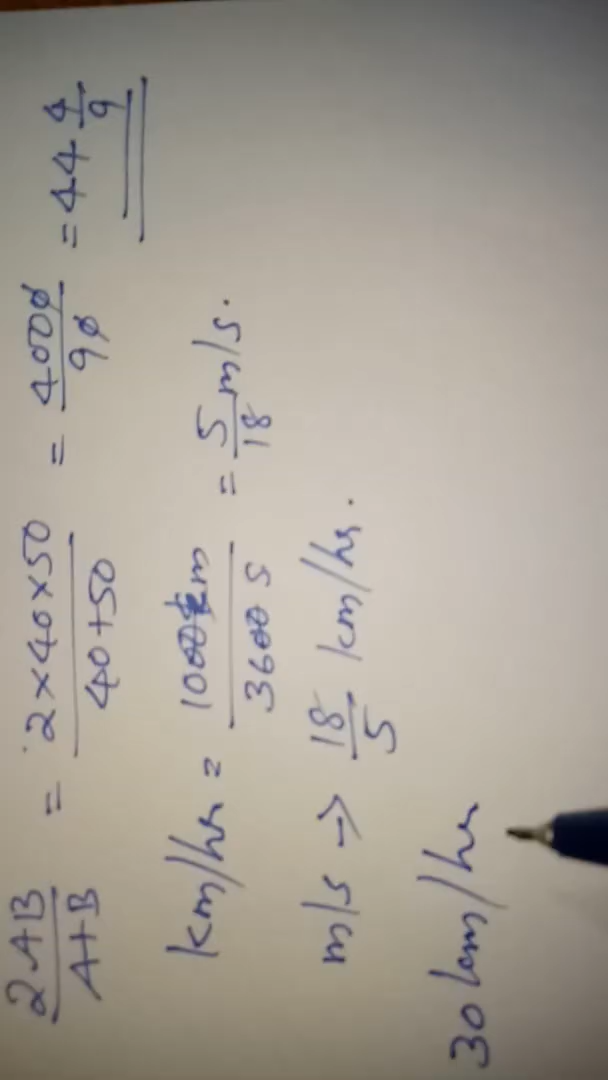 2AB/A+B = 2×40×50/40+50 = 4000/90 = 44 4/9
km/hr = 1000m/3600 s = 5/18 m/s.
m/s → 18/5 km/hr.
30 km/hr